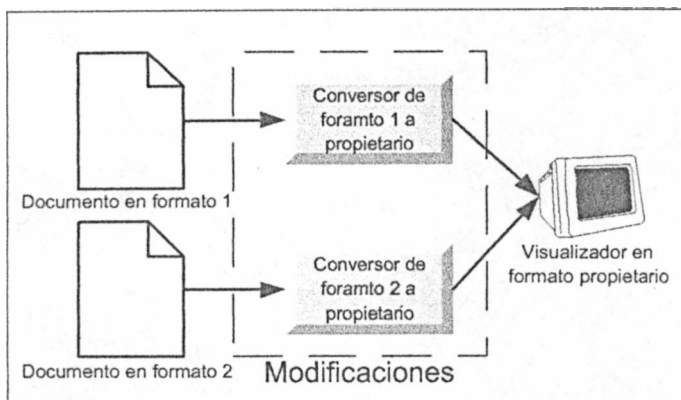 Conversor de
foramto 1 a
propietario
Documento en formato 1
Visualizador en
formato propietario
Conversor de
foramto 2 a
propietario
Documento en formato 2
Modificaciones